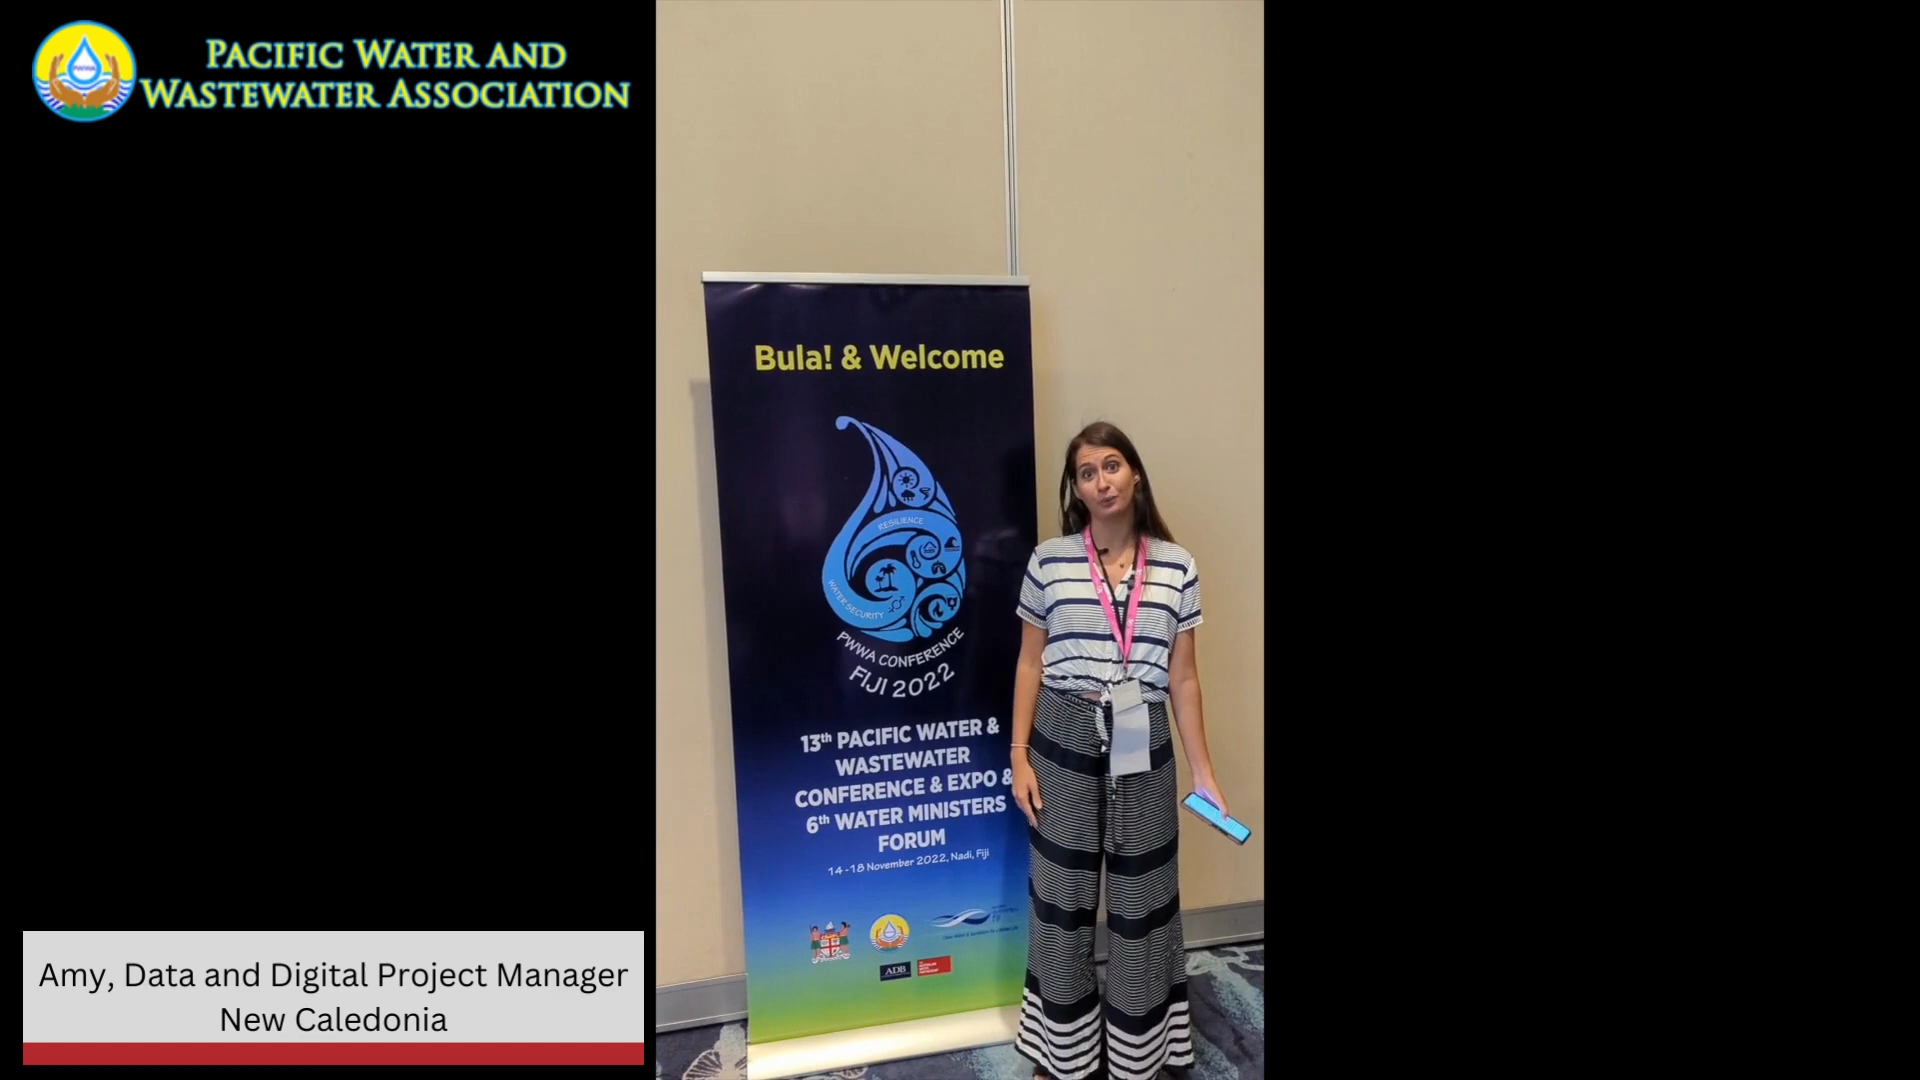 PACIFIC WATER AND
WASTEWATER ASSOCIATION
Bula! & Welcome
RESILIENCE
WATER SECURITY
PWWA CONFERENCE
FIJI 2022
13th PACIFIC WATER &
WASTEWATER
CONFERENCE & EXPO &
6th WATER MINISTERS
FORUM
14-18 November 2022, Nadi, Fiji
ADB
Amy, Data and Digital Project Manager
New Caledonia